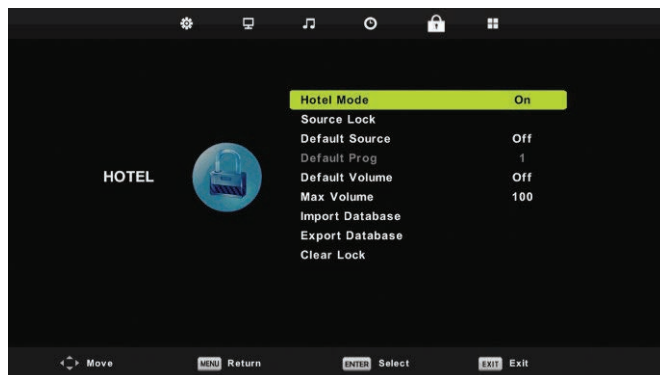 Hotel Mode On
Source Lock
Default Source Off
Default Prog 1
HOTEL
Default Volume Off
Max Volume 100
Import Database
Export Database
Clear Lock
Move MENU Return ENTER Select EXIT Exit